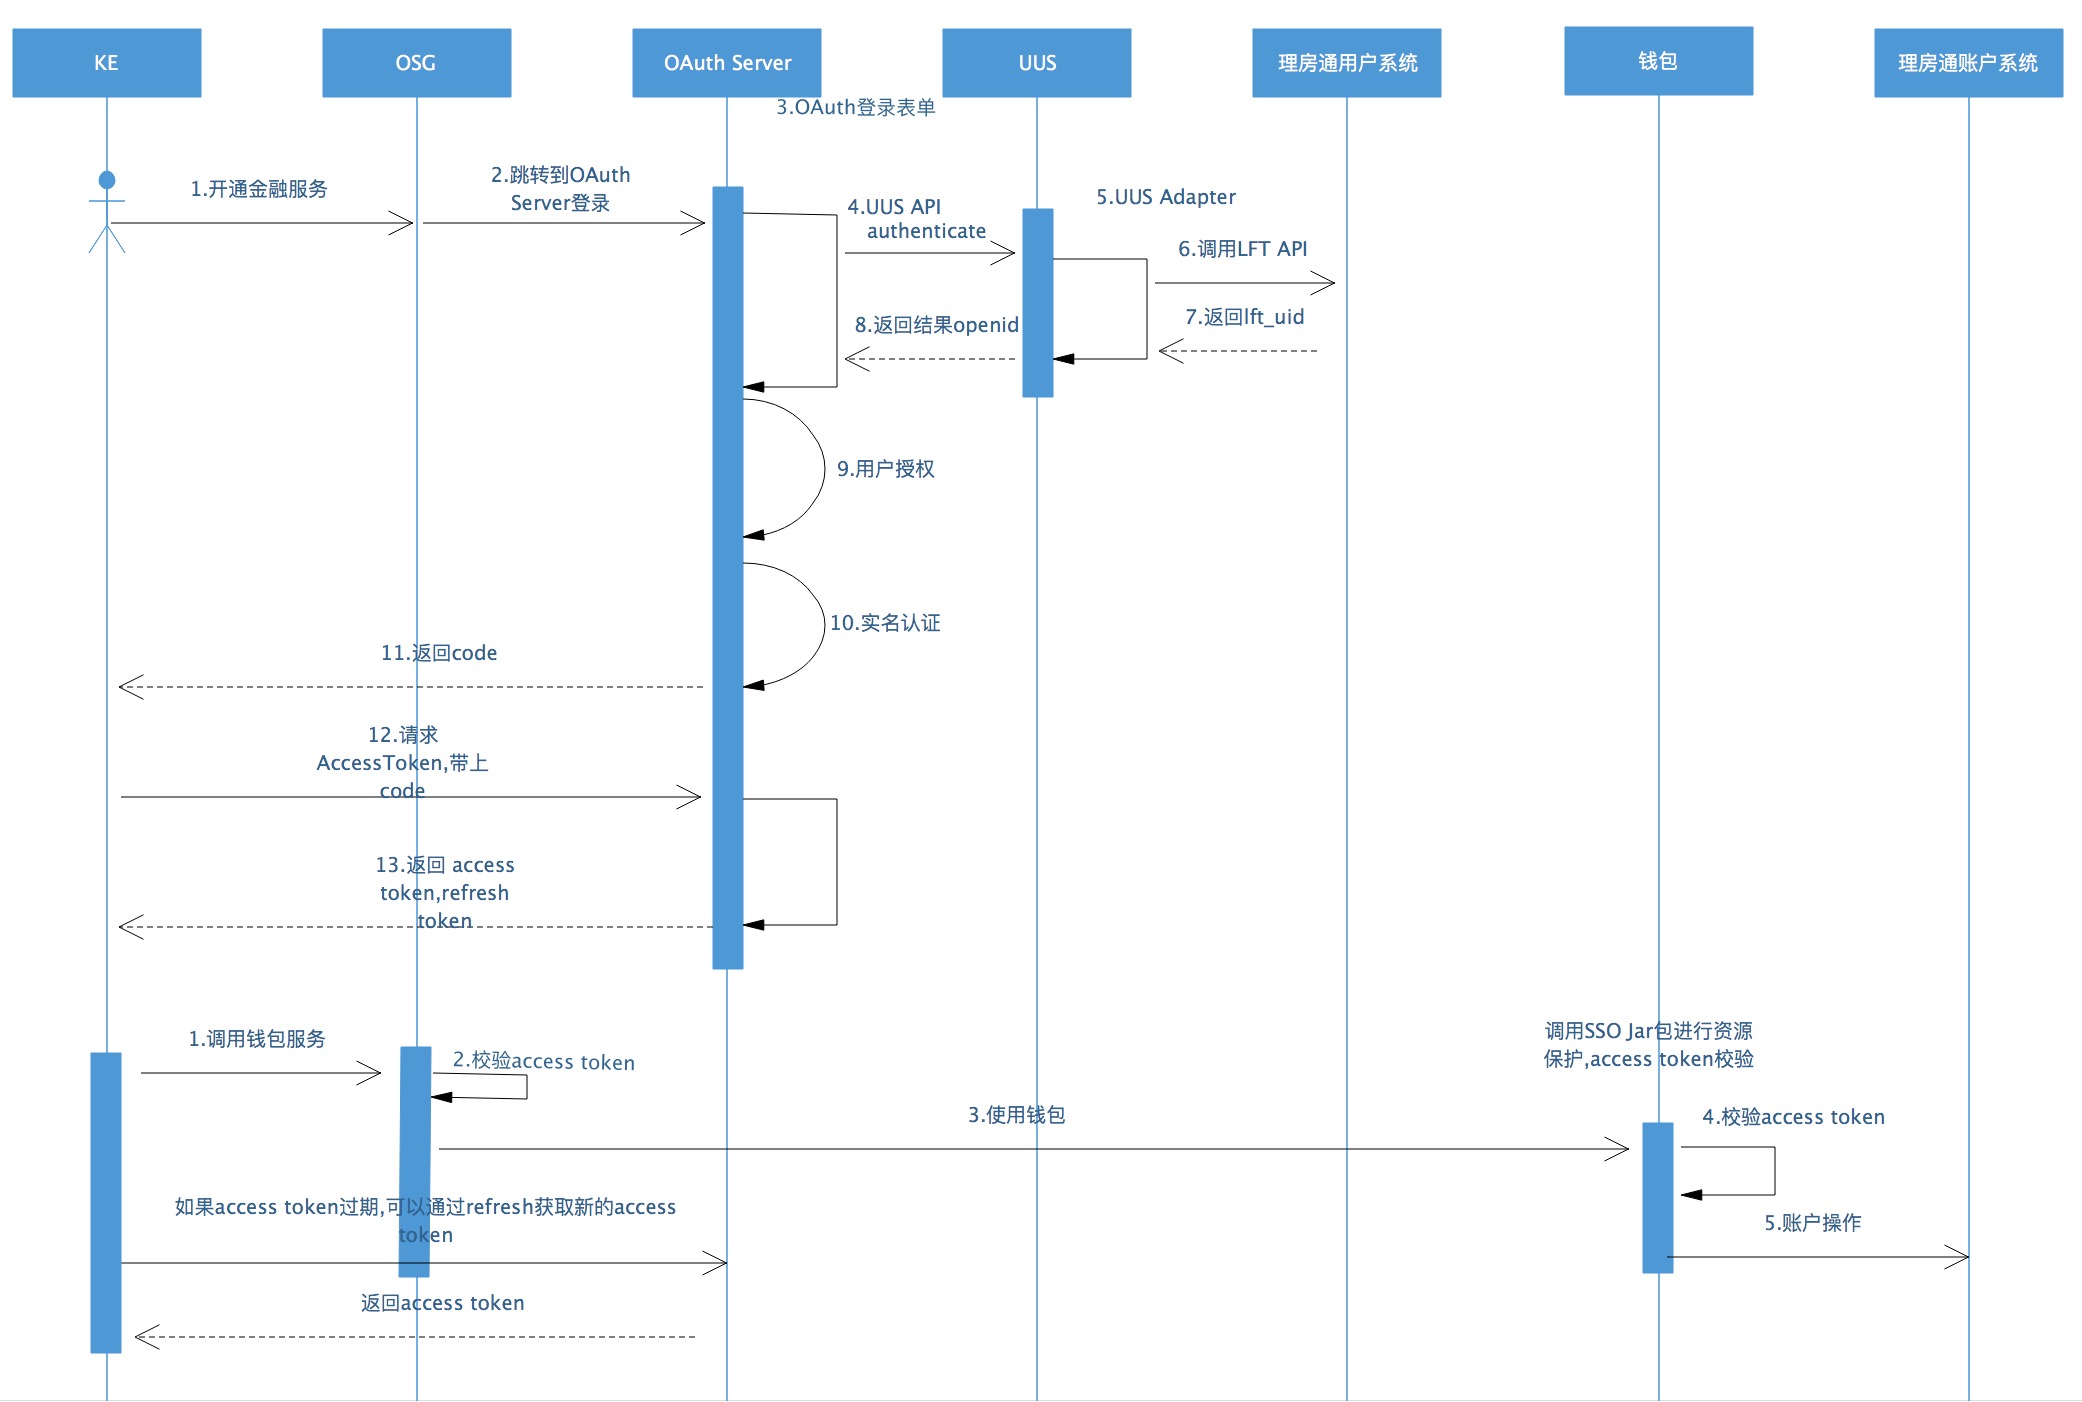 KE
OSG
OAuth Server
UUS
理房通用户系统
钱包
理房通账户系统
3.OAuth登录表单
1.开通金融服务
2.跳转到OAuth
Server登录
4.UUS API
authenticate
5.UUS Adapter
6.调用LFT API
7.返回lft_uid
8.返回结果openid
9.用户授权
10.实名认证
11.返回code
12.请求
AccessToken,带上
code
13.返回 access
token,refresh
token
1.调用钱包服务
2.校验access token
调用SSO Jar包进行资源
保护,access token校验
3.使用钱包
4.校验access token
如果access token过期,可以通过refresh获取新的access
token
5.账户操作
返回access token